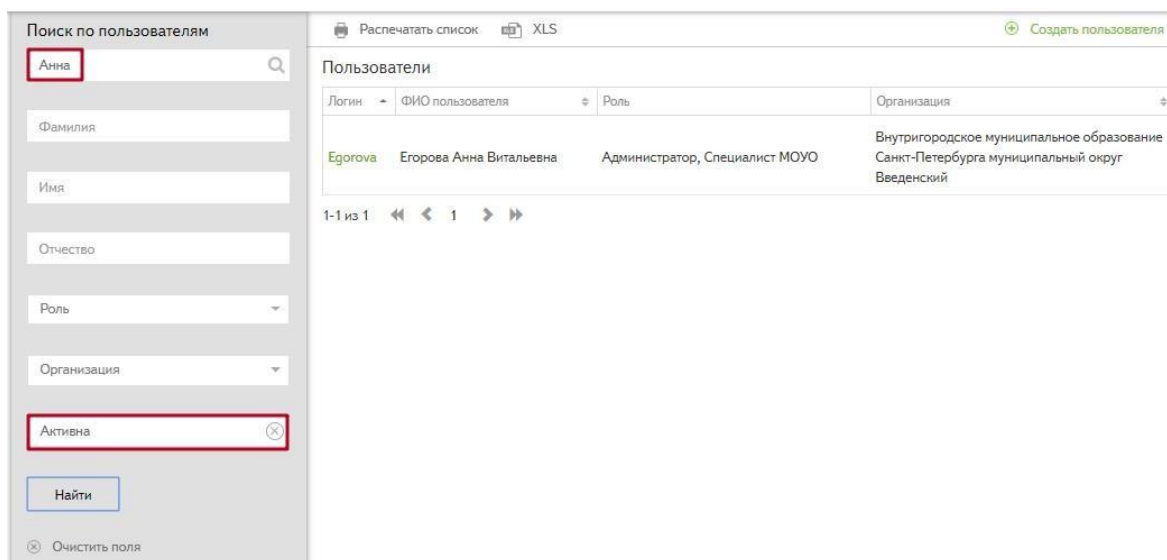 Поиск по пользователям
Анна
Фамилия
Имя
Отчество
Роль
Организация
Активна
Найти
Очистить поля
Распечатать список XLS
Создать пользователя
Пользователи
Логин ФИО пользователя Роль Организация
Egorova Егорова Анна Витальевна Администратор, Специалист МОУО Внутригородское муниципальное образование
Санкт-Петербурга муниципальный округ
Введенский
1-1 из 1 1